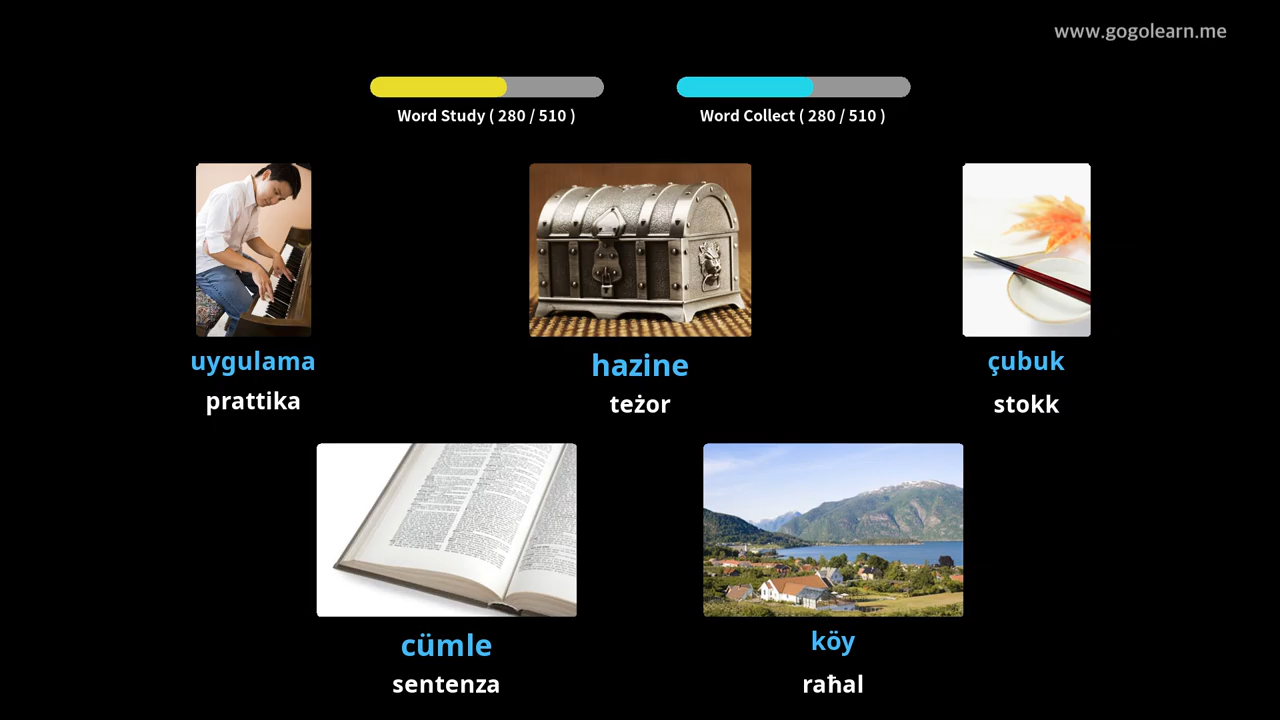 www.gogolearn.me
Word Study ( 280 / 510 )
Word Collect ( 280 / 510 )
uygulama
prattika
hazine
teżor
çubuk
stokk
cümle
sentenza
köy
raħal